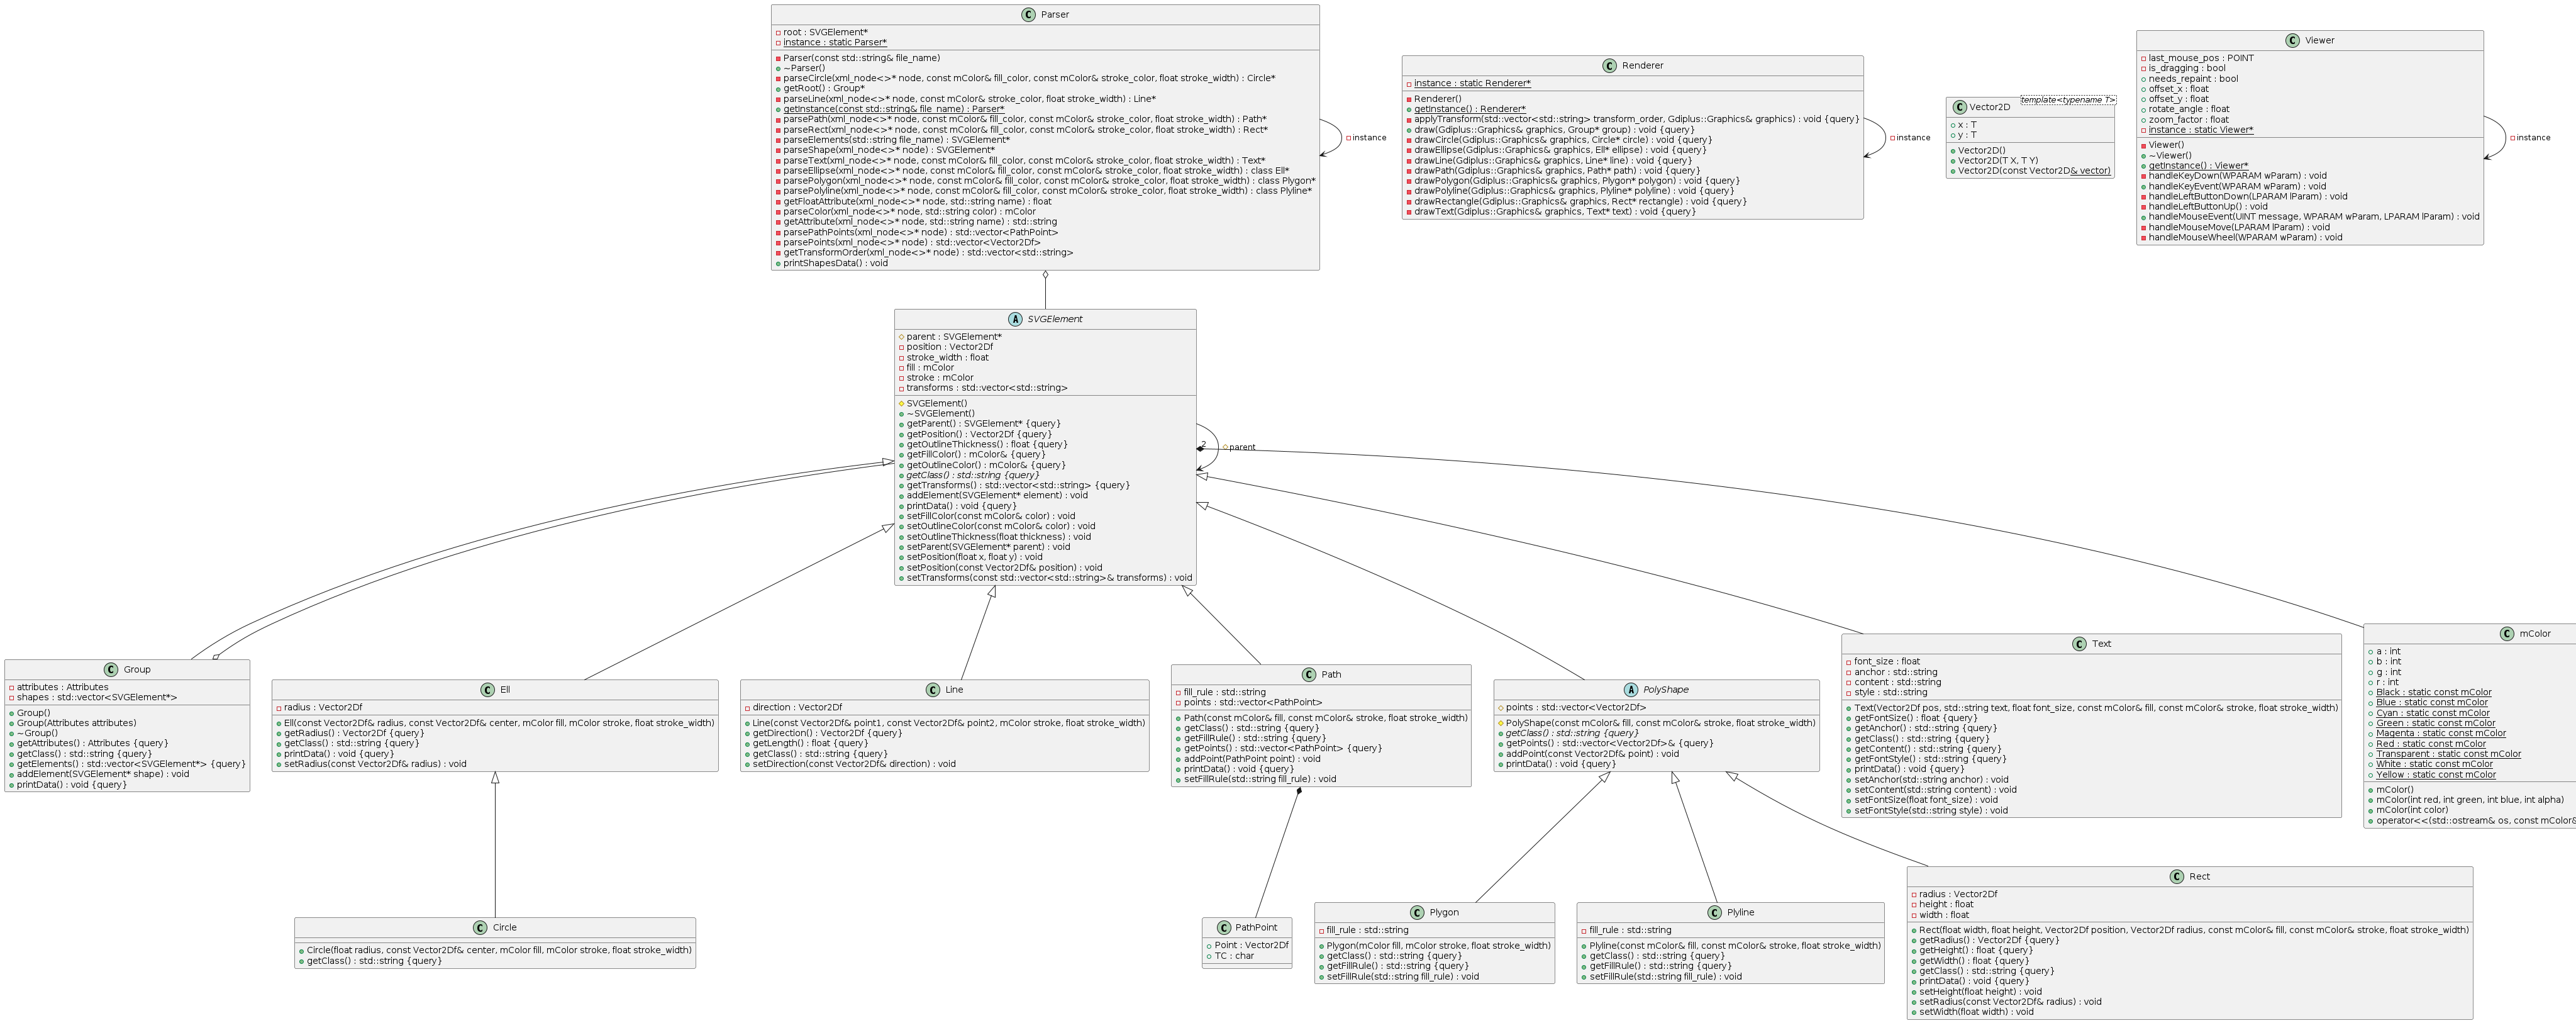 C Parser
root : SVGElement*
instance : static Parser*
Parser(const std::string& file_name)
~Parser()
parseCircle(xml_node<>* node, const mColor& fill_color, const mColor& stroke_color, float stroke_width) : Circle*
getRoot() : Group*
parseLine(xml_node<>* node, const mColor& stroke_color, float stroke_width) : Line*
getInstance(const std::string& file_name) : Parser*
parsePath(xml_node<>* node, const mColor& fill_color, const mColor& stroke_color, float stroke_width) : Path*
parseRect(xml_node<>* node, const mColor& fill_color, const mColor& stroke_color, float stroke_width) : Rect*
parseElements(std::string file_name) : SVGElement*
parseShape(xml_node<>* node) : SVGElement*
parseText(xml_node<>* node, const mColor& fill_color, const mColor& stroke_color, float stroke_width) : Text*
parseEllipse(xml_node<>* node, const mColor& fill_color, const mColor& stroke_color, float stroke_width) : class Ell*
parsePolygon(xml_node<>* node, const mColor& fill_color, const mColor& stroke_color, float stroke_width) : class Plygon*
parsePolyline(xml_node<>* node, const mColor& fill_color, const mColor& stroke_color, float stroke_width) : class Plyline*
getFloatAttribute(xml_node<>* node, std::string name) : float
parseColor(xml_node<>* node, std::string color) : mColor
getAttribute(xml_node<>* node, std::string name) : std::string
parsePathPoints(xml_node<>* node) : std::vector<PathPoint>
parsePoints(xml_node<>* node) : std::vector<Vector2Df>
getTransformOrder(xml_node<>* node) : std::vector<std::string>
printShapesData() : void
instance
C Renderer
instance : static Renderer*
Renderer()
getInstance() : Renderer*
applyTransform(std::vector<std::string> transform_order, Gdiplus::Graphics& graphics) : void {query}
draw(Gdiplus::Graphics& graphics, Group* group) : void {query}
drawCircle(Gdiplus::Graphics& graphics, Circle* circle) : void {query}
drawEllipse(Gdiplus::Graphics& graphics, Ell* ellipse) : void {query}
drawLine(Gdiplus::Graphics& graphics, Line* line) : void {query}
drawPath(Gdiplus::Graphics& graphics, Path* path) : void {query}
drawPolygon(Gdiplus::Graphics& graphics, Plygon* polygon) : void {query}
drawPolyline(Gdiplus::Graphics& graphics, Plyline* polyline) : void {query}
drawRectangle(Gdiplus::Graphics& graphics, Rect* rectangle) : void {query}
drawText(Gdiplus::Graphics& graphics, Text* text) : void {query}
instance
C Vector2D
template<typename T>
x : T
y : T
Vector2D()
Vector2D(T X, T Y)
Vector2D(const Vector2D& vector)
C Viewer
last_mouse_pos : POINT
is_dragging : bool
needs_repaint : bool
offset_x : float
offset_y : float
rotate_angle : float
zoom_factor : float
instance : static Viewer*
Viewer()
~Viewer()
getInstance() : Viewer*
handleKeyDown(WPARAM wParam) : void
handleKeyEvent(WPARAM wParam) : void
handleLeftButtonDown(LPARAM lParam) : void
handleLeftButtonUp() : void
handleMouseEvent(UINT message, WPARAM wParam, LPARAM lParam) : void
handleMouseMove(LPARAM lParam) : void
handleMouseWheel(WPARAM wParam) : void
instance
A SVGElement
parent : SVGElement*
position : Vector2Df
stroke_width : float
fill : mColor
stroke : mColor
transforms : std::vector<std::string>
SVGElement()
~SVGElement()
getParent() : SVGElement* {query}
getPosition() : Vector2Df {query}
getOutlineThickness() : float {query}
getFillColor() : mColor& {query}
getOutlineColor() : mColor& {query}
getClass() : std::string {query}
getTransforms() : std::vector<std::string> {query}
addElement(SVGElement* element) : void
printData() : void {query}
setFillColor(const mColor& color) : void
setOutlineColor(const mColor& color) : void
setOutlineThickness(float thickness) : void
setParent(SVGElement* parent) : void
setPosition(float x, float y) : void
setPosition(const Vector2Df& position) : void
setTransforms(const std::vector<std::string>& transforms) : void
2
parent
C Group
attributes : Attributes
shapes : std::vector<SVGElement*>
Group()
Group(Attributes attributes)
~Group()
getAttributes() : Attributes {query}
getClass() : std::string {query}
getElements() : std::vector<SVGElement*> {query}
addElement(SVGElement* shape) : void
printData() : void {query}
C Ell
radius : Vector2Df
Ell(const Vector2Df& radius, const Vector2Df& center, mColor fill, mColor stroke, float stroke_width)
getRadius() : Vector2Df {query}
getClass() : std::string {query}
printData() : void {query}
setRadius(const Vector2Df& radius) : void
C Line
direction : Vector2Df
Line(const Vector2Df& point1, const Vector2Df& point2, mColor stroke, float stroke_width)
getDirection() : Vector2Df {query}
getLength() : float {query}
getClass() : std::string {query}
setDirection(const Vector2Df& direction) : void
C Path
fill_rule : std::string
points : std::vector<PathPoint>
Path(const mColor& fill, const mColor& stroke, float stroke_width)
getClass() : std::string {query}
getFillRule() : std::string {query}
getPoints() : std::vector<PathPoint> {query}
addPoint(PathPoint point) : void
printData() : void {query}
setFillRule(std::string fill_rule) : void
A PolyShape
points : std::vector<Vector2Df>
PolyShape(const mColor& fill, const mColor& stroke, float stroke_width)
getClass() : std::string {query}
getPoints() : std::vector<Vector2Df>& {query}
addPoint(const Vector2Df& point) : void
printData() : void {query}
C Text
font_size : float
anchor : std::string
content : std::string
style : std::string
Text(Vector2Df pos, std::string text, float font_size, const mColor& fill, const mColor& stroke, float stroke_width)
getFontSize() : float {query}
getAnchor() : std::string {query}
getClass() : std::string {query}
getContent() : std::string {query}
getFontStyle() : std::string {query}
printData() : void {query}
setAnchor(std::string anchor) : void
setContent(std::string content) : void
setFontSize(float font_size) : void
setFontStyle(std::string style) : void
C mColor
a : int
b : int
g : int
r : int
Black : static const mColor
Blue : static const mColor
Cyan : static const mColor
Green : static const mColor
Magenta : static const mColor
Red : static const mColor
Transparent : static const mColor
White : static const mColor
Yellow : static const mColor
mColor()
mColor(int red, int green, int blue, int alpha)
mColor(int color)
operator<<(std::ostream& os, const mColor&
C Circle
Circle(float radius, const Vector2Df& center, mColor fill, mColor stroke, float stroke_width)
getClass() : std::string {query}
C PathPoint
Point : Vector2Df
TC : char
C Plygon
fill_rule : std::string
Plygon(mColor fill, mColor stroke, float stroke_width)
getClass() : std::string {query}
getFillRule() : std::string {query}
setFillRule(std::string fill_rule) : void
C Plyline
fill_rule : std::string
Plyline(const mColor& fill, const mColor& stroke, float stroke_width)
getClass() : std::string {query}
getFillRule() : std::string {query}
setFillRule(std::string fill_rule) : void
C Rect
radius : Vector2Df
height : float
width : float
Rect(float width, float height, Vector2Df position, Vector2Df radius, const mColor& fill, const mColor& stroke, float stroke_width)
getRadius() : Vector2Df {query}
getHeight() : float {query}
getWidth() : float {query}
getClass() : std::string {query}
printData() : void {query}
setHeight(float height) : void
setRadius(const Vector2Df& radius) : void
setWidth(float width) : void